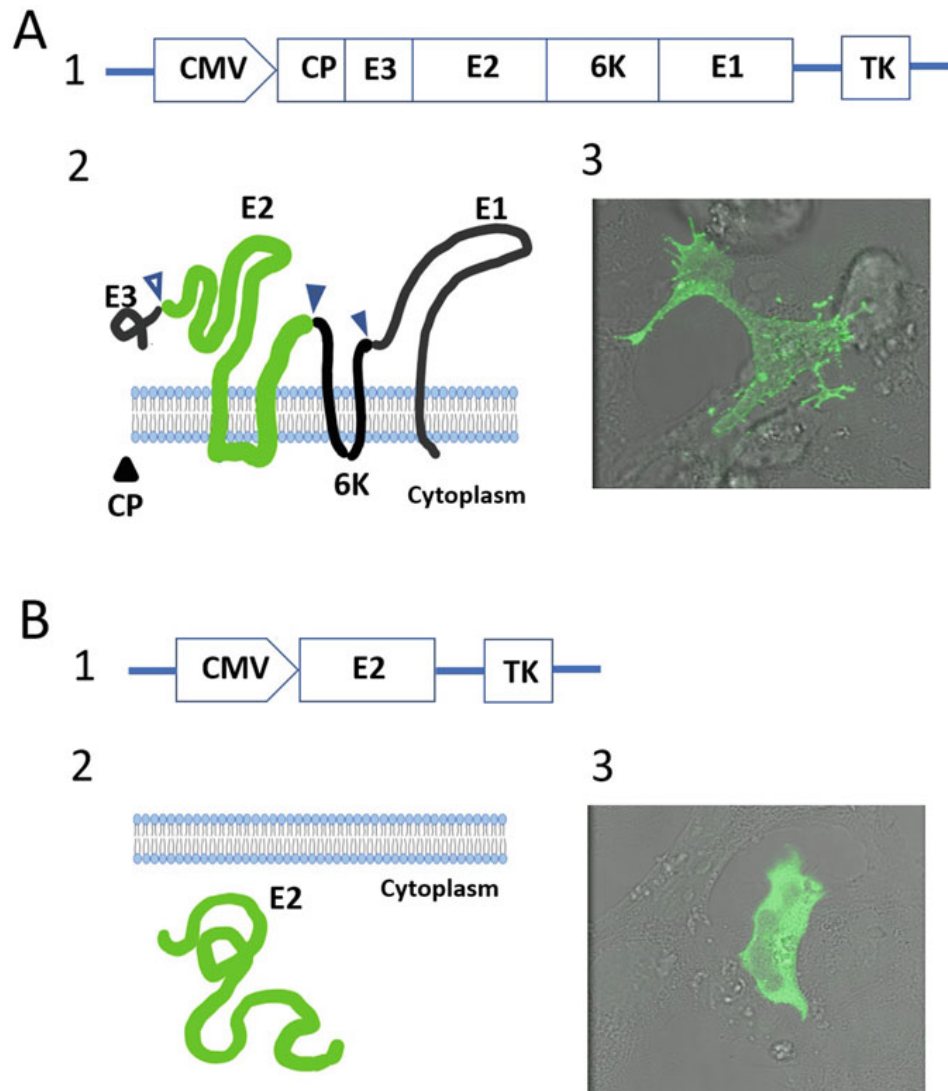 A
1 CMV CP E3 E2 6K E1 TK
2
3
E2
E1
E3
6K
Cytoplasm
CP
B
1 CMV E2 TK
2
3
Cytoplasm
E2